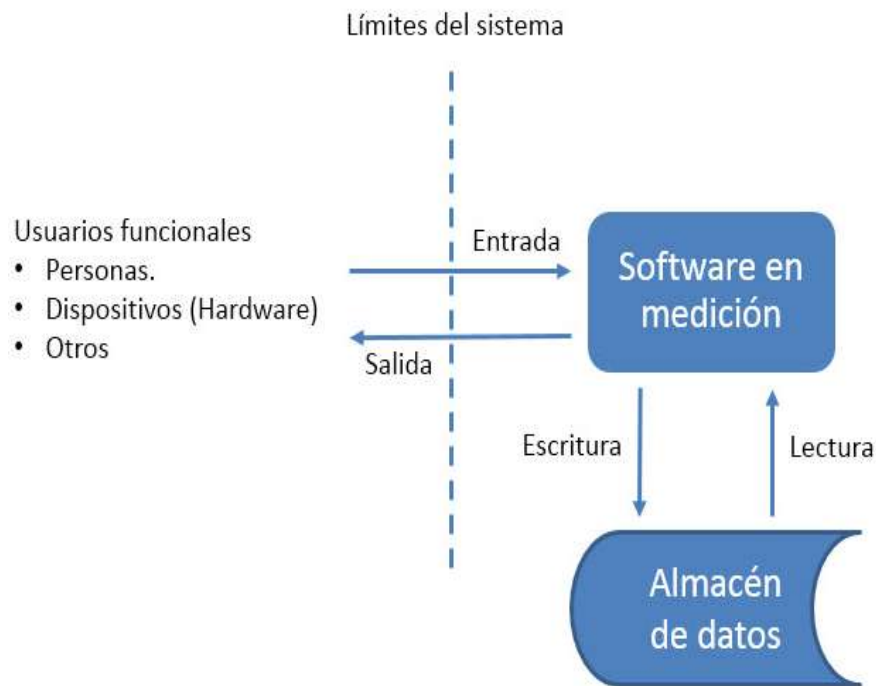 Límites del sistema
Usuarios funcionales
• Personas.
• Dispositivos (Hardware)
• Otros
Entrada
Salida
Software en
medición
Escritura
Lectura
Almacén
de datos